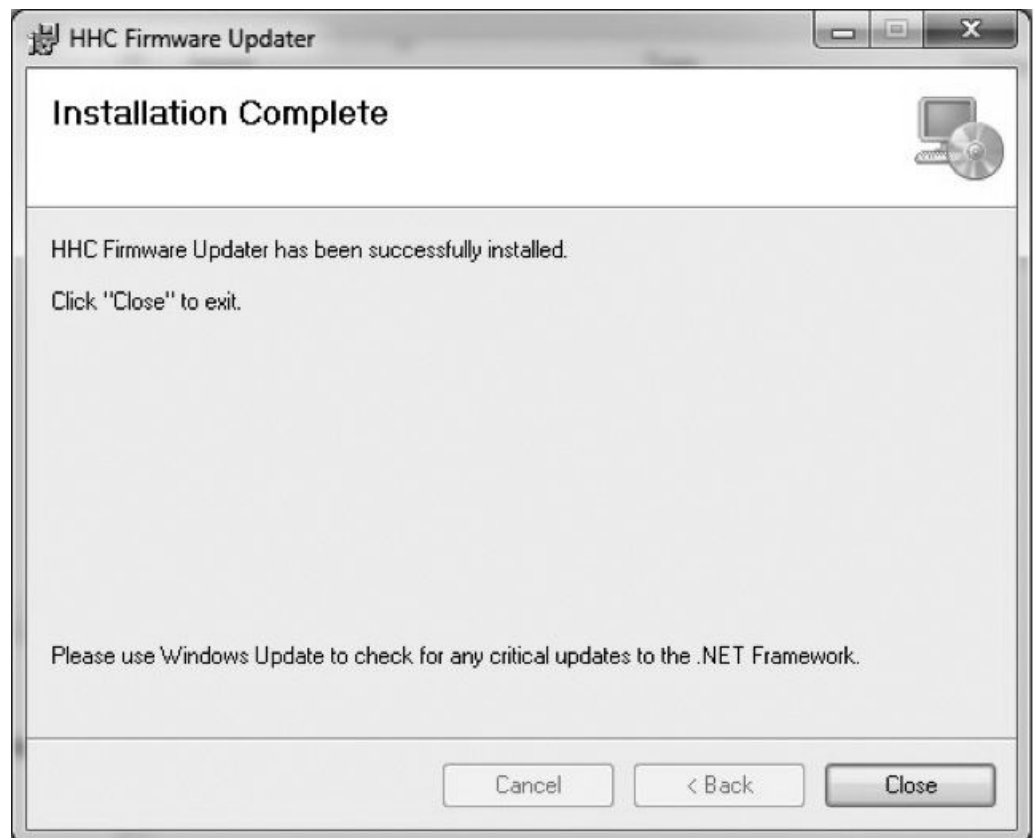 HHC Firmware Updater
Installation Complete
HHC Firmware Updater has been successfully installed.
Click "Close" to exit.
Please use Windows Update to check for any critical updates to the .NET Framework.
Cancel
< Back
Close